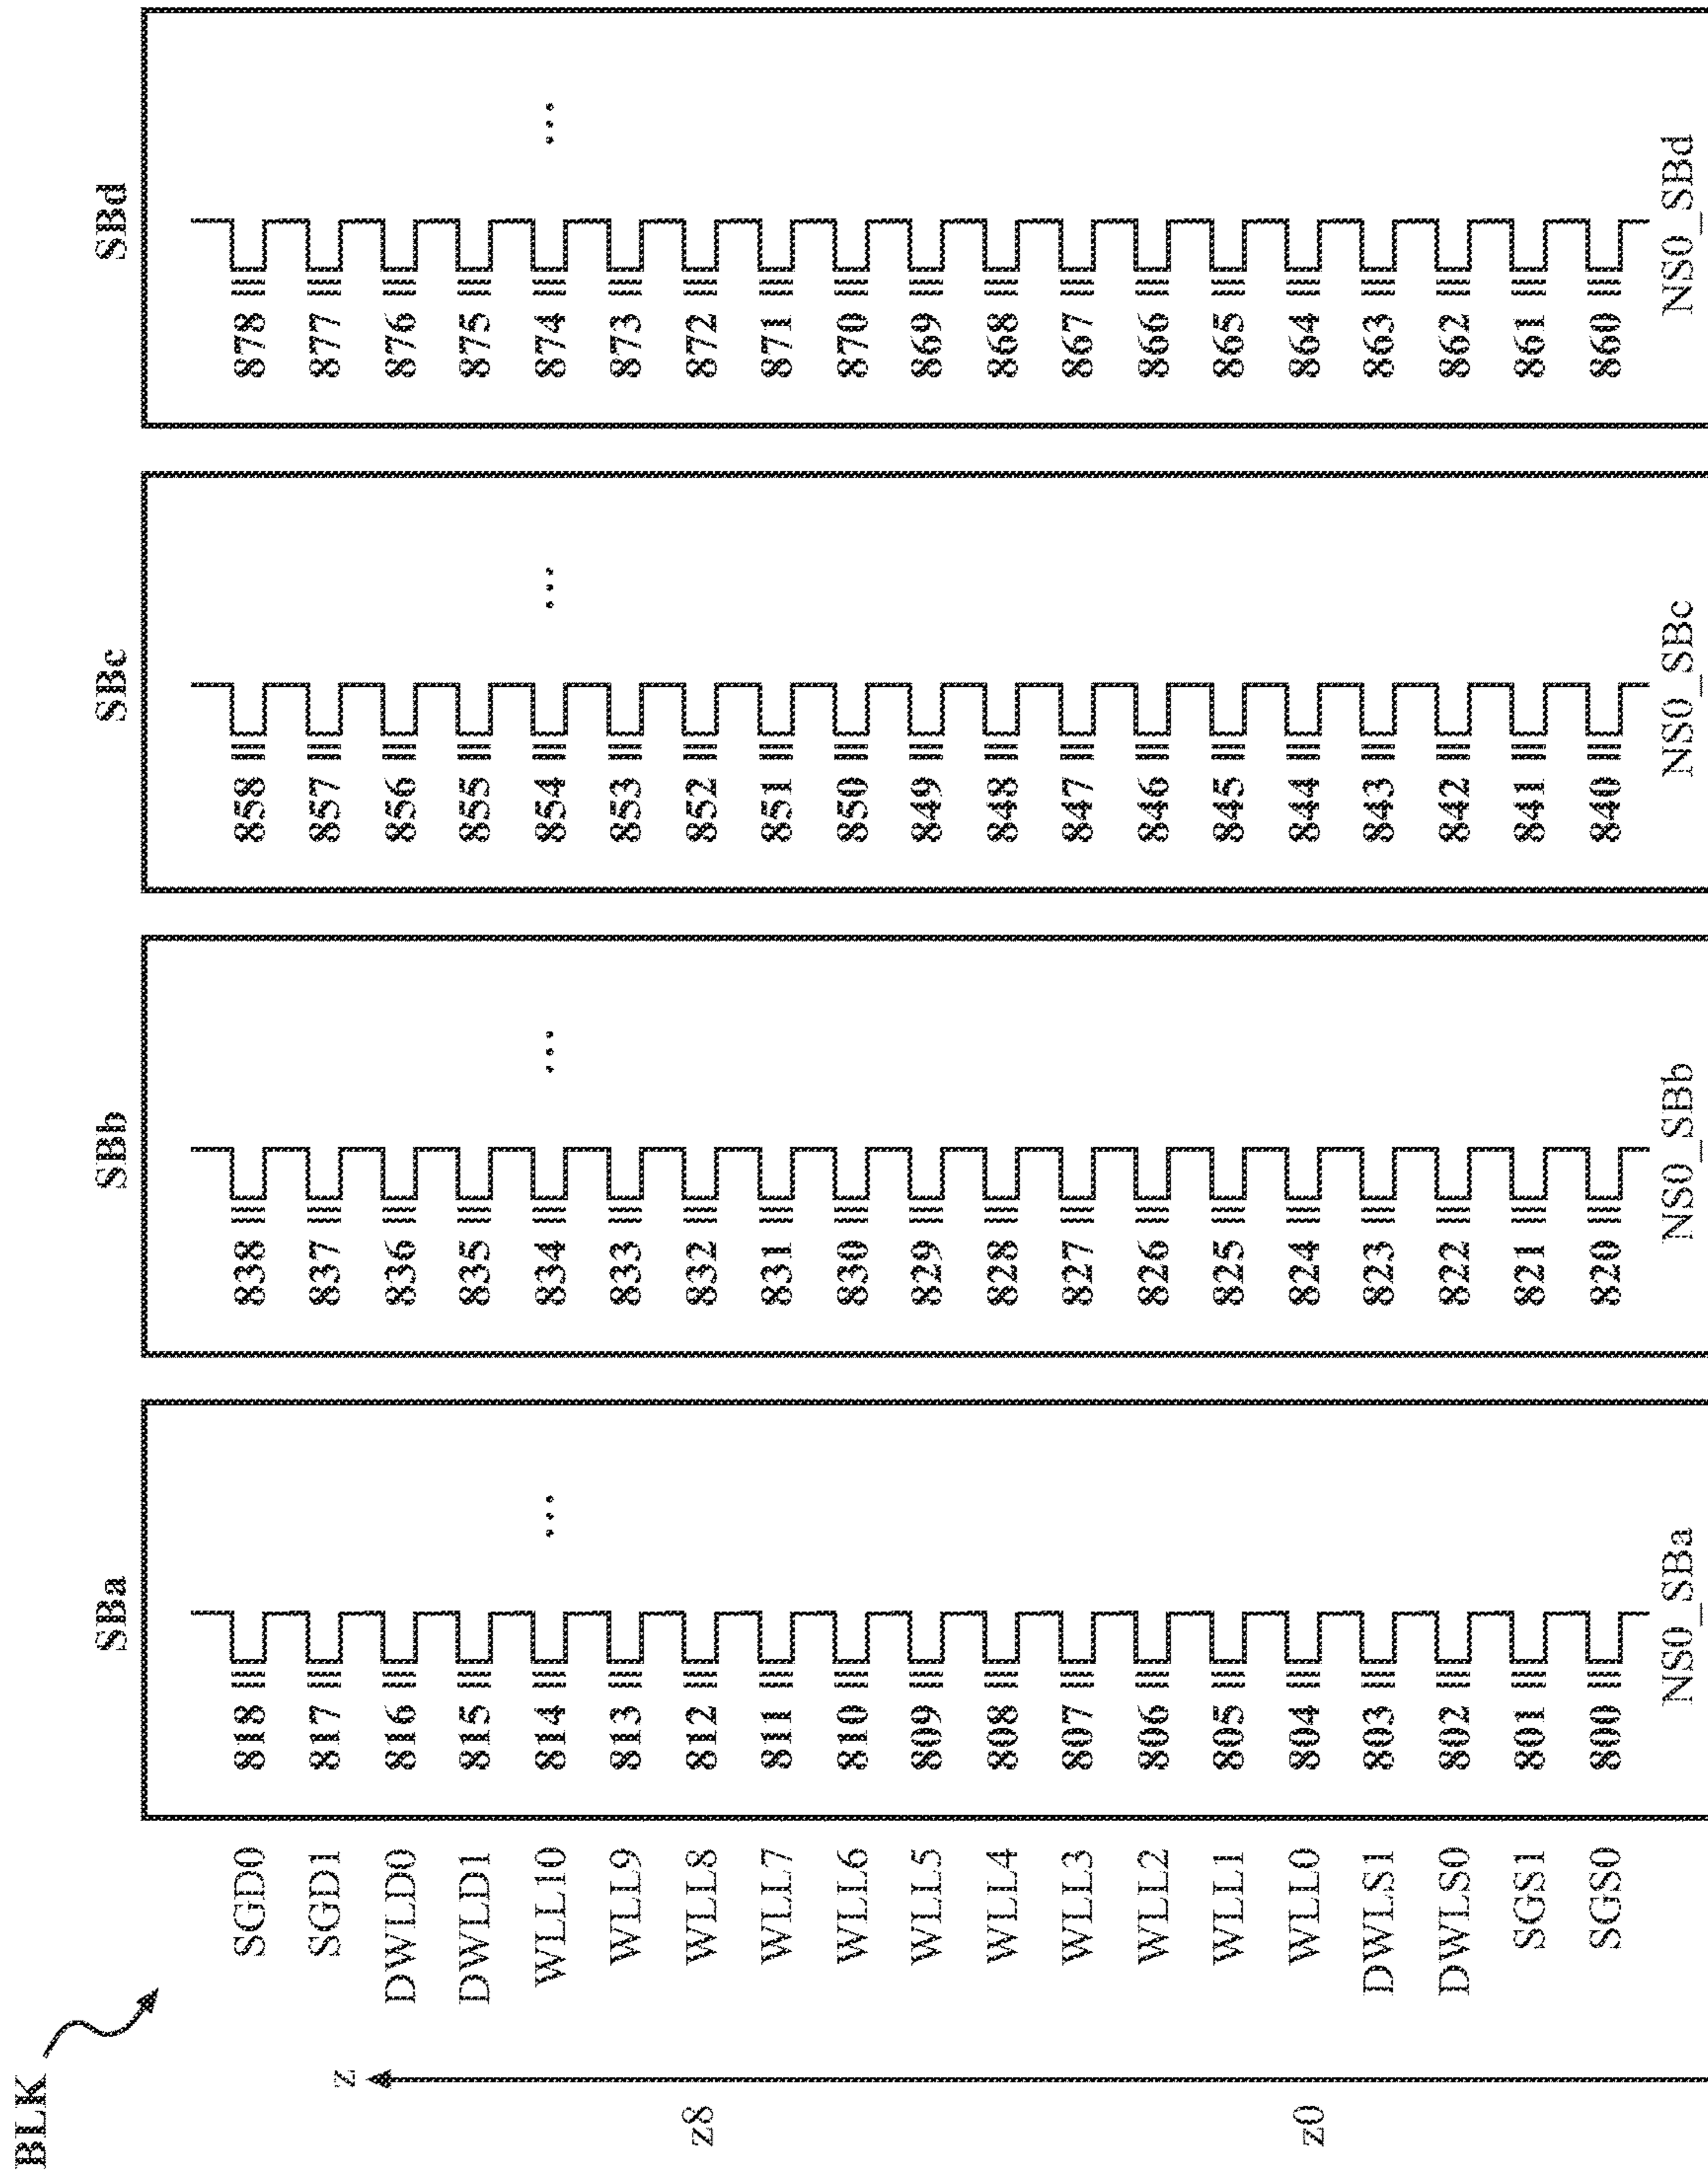 BLK
SBa SBb SBc SBd
z
SGD0 818 838 858 878
SGD1 817 837 857 877
DWLD0 816 836 856 876
DWLD1 815 835 855 875
WLL10 814 ... 834 ... 854 ... 874 ...
WLL9 813 833 853 873
z8 WLL8 812 832 852 872
WLL7 811 831 851 871
WLL6 810 830 850 870
WLL5 809 829 849 869
WLL4 808 828 848 868
WLL3 807 827 847 867
WLL2 806 826 846 866
WLL1 805 825 845 865
z0 WLL0 804 824 844 864
DWLS1 803 823 843 863
DWLS0 802 822 842 862
SGS1 801 821 841 861
SGS0 800 820 840 860
NS0_SBa NS0_SBb NS0_SBc NS0_SBd